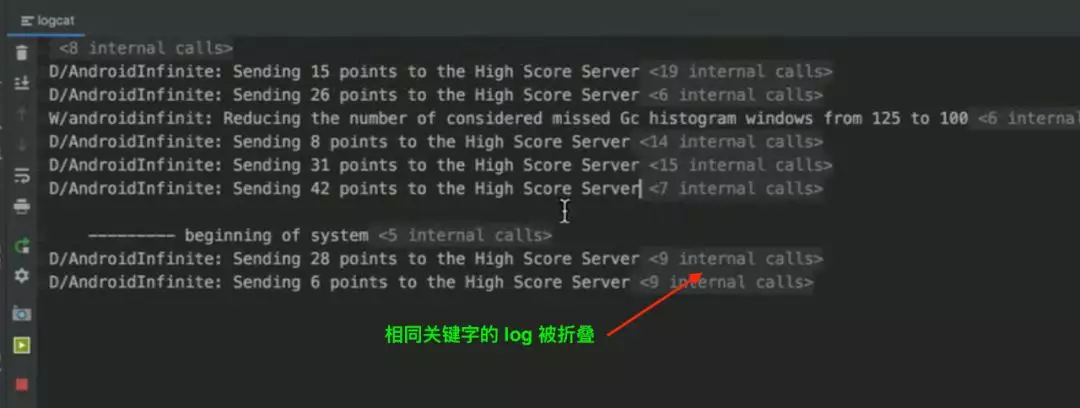 logcat
<8 internal calls>
D/AndroidInfinite: Sending 15 points to the High Score Server <19 internal calls>
D/AndroidInfinite: Sending 26 points to the High Score Server <6 internal calls>
W/androidinfinit: Reducing the number of considered missed Gc histogram windows from 125 to 100 <6 internal
D/AndroidInfinite: Sending 8 points to the High Score Server <14 internal calls>
D/AndroidInfinite: Sending 31 points to the High Score Server <15 internal calls>
D/AndroidInfinite: Sending 42 points to the High Score Server <7 internal calls>
--------- beginning of system <5 internal calls>
D/AndroidInfinite: Sending 28 points to the High Score Server <9 internal calls>
D/AndroidInfinite: Sending 6 points to the High Score Server <9 internal calls>
相同关键字的 log 被折叠